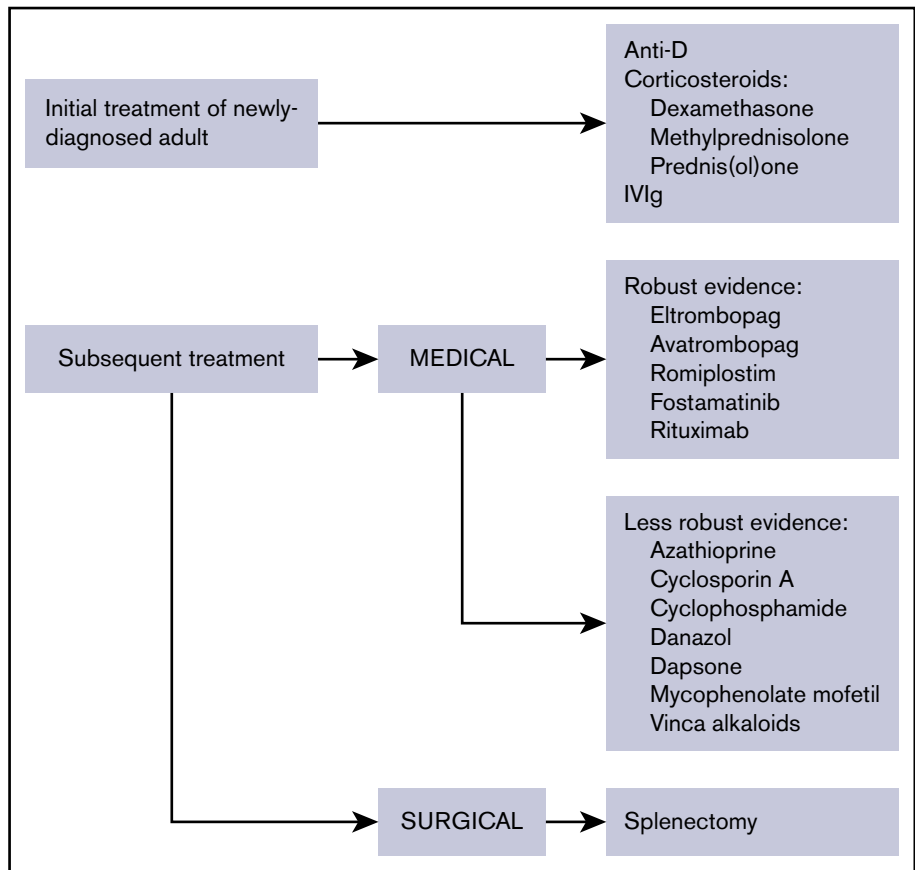 Initial treatment of newly-
diagnosed adult
Anti-D
Corticosteroids:
Dexamethasone
Methylprednisolone
Prednis(ol)one
IVIg
Subsequent treatment
MEDICAL
Robust evidence:
Eltrombopag
Avatrombopag
Romiplostim
Fostamatinib
Rituximab
Less robust evidence:
Azathioprine
Cyclosporin A
Cyclophosphamide
Danazol
Dapsone
Mycophenolate mofetil
Vinca alkaloids
SURGICAL
Splenectomy